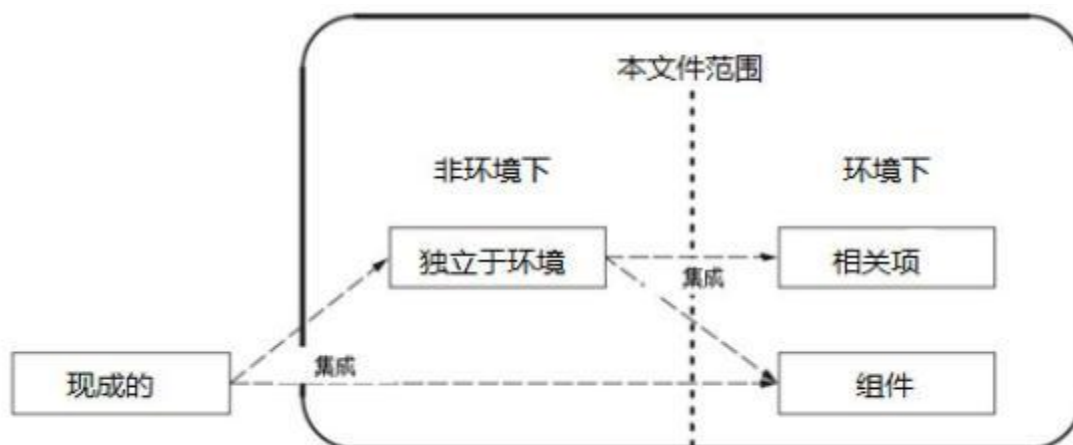 本文件范围
非环境下
环境下
独立于环境
相关项
集成
集成
现成的
组件